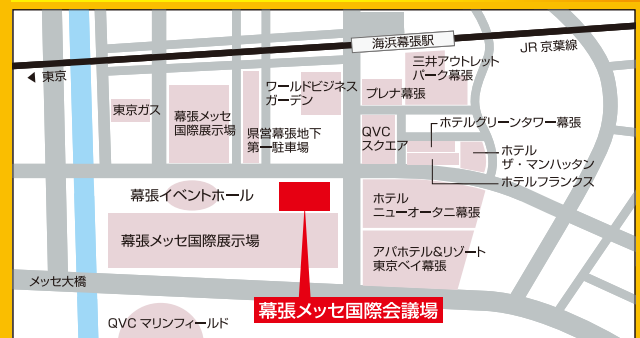 海浜幕張駅
JR 京葉線
東京
三井アウトレット
パーク幕張
ワールドビジネス
ガーデン
プレナ幕張
東京ガス
幕張メッセ
国際展示場
県営幕張地下
第一駐車場
QVC
スクエア
ホテルグリーンタワー幕張
ホテル
ザ・マンハッタン
ホテルフランクス
幕張イベントホール
ホテル
ニューオータニ幕張
幕張メッセ国際展示場
アパホテル&リゾート
東京ベイ幕張
メッセ大橋
幕張メッセ国際会議場
QVC マリンフィールド